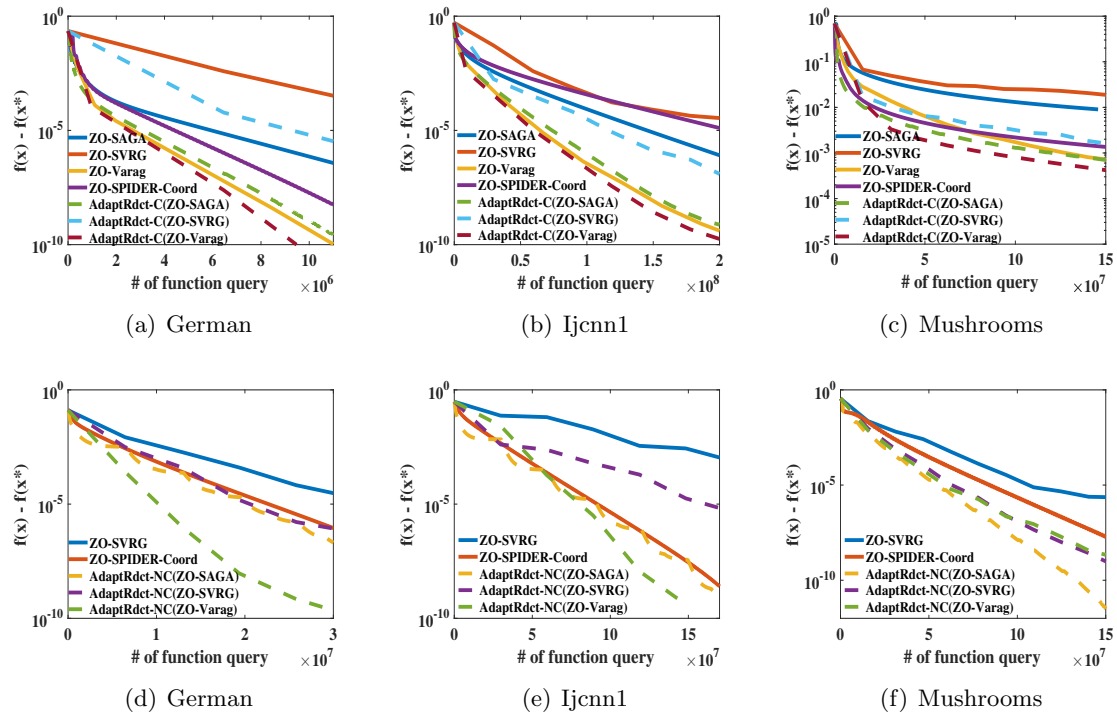 f(x) - f(x*)
10^0
10^-5
10^-10
ZO-SAGA
ZO-SVRG
ZO-Varag
ZO-SPIDER-Coord
AdaptRdct-C(ZO-SAGA)
AdaptRdct-C(ZO-SVRG)
AdaptRdct-C(ZO-Varag)
0 2 4 6 8 10
# of function query ×10^6
(a) German
f(x) - f(x*)
10^0
10^-5
10^-10
ZO-SAGA
ZO-SVRG
ZO-Varag
ZO-SPIDER-Coord
AdaptRdct-C(ZO-SAGA)
AdaptRdct-C(ZO-SVRG)
AdaptRdct-C(ZO-Varag)
0 0.5 1 1.5 2
# of function query ×10^8
(b) Ijcnn1
f(x) - f(x*)
10^0
10^-1
10^-2
10^-3
10^-4
10^-5
ZO-SAGA
ZO-SVRG
ZO-Varag
ZO-SPIDER-Coord
AdaptRdct-C(ZO-SAGA)
AdaptRdct-C(ZO-SVRG)
AdaptRdct-C(ZO-Varag)
0 5 10 15
# of function query ×10^7
(c) Mushrooms
f(x) - f(x*)
10^0
10^-5
10^-10
ZO-SVRG
ZO-SPIDER-Coord
AdaptRdct-NC(ZO-SAGA)
AdaptRdct-NC(ZO-SVRG)
AdaptRdct-NC(ZO-Varag)
0 1 2 3
# of function query ×10^7
(d) German
f(x) - f(x*)
10^0
10^-5
10^-10
ZO-SVRG
ZO-SPIDER-Coord
AdaptRdct-NC(ZO-SAGA)
AdaptRdct-NC(ZO-SVRG)
AdaptRdct-NC(ZO-Varag)
0 5 10 15
# of function query ×10^7
(e) Ijcnn1
f(x) - f(x*)
10^0
10^-5
10^-10
ZO-SVRG
ZO-SPIDER-Coord
AdaptRdct-NC(ZO-SAGA)
AdaptRdct-NC(ZO-SVRG)
AdaptRdct-NC(ZO-Varag)
0 5 10 15
# of function query ×10^7
(f) Mushrooms